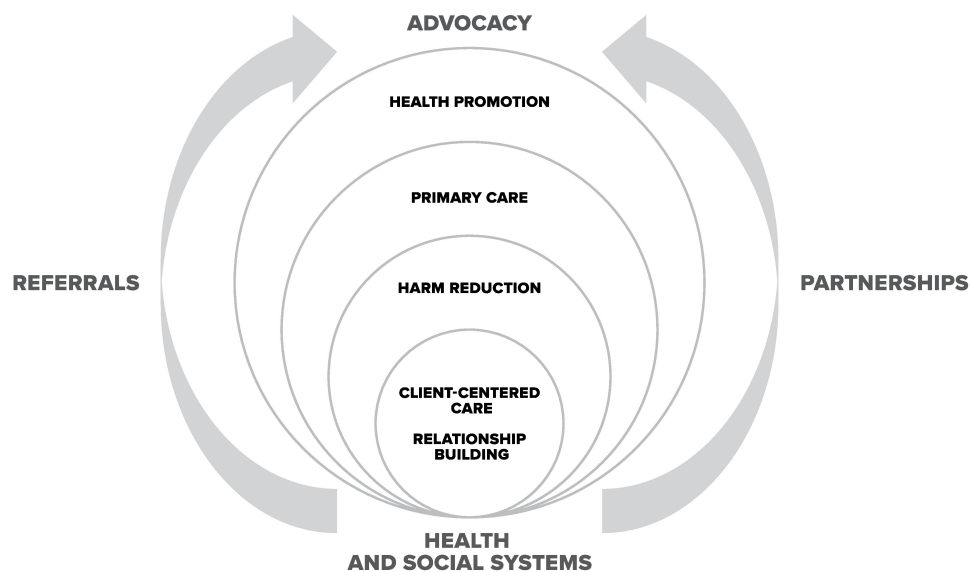 ADVOCACY
HEALTH PROMOTION
PRIMARY CARE
REFERRALS
PARTNERSHIPS
HARM REDUCTION
CLIENT-CENTERED
CARE
RELATIONSHIP
BUILDING
HEALTH
AND SOCIAL SYSTEMS